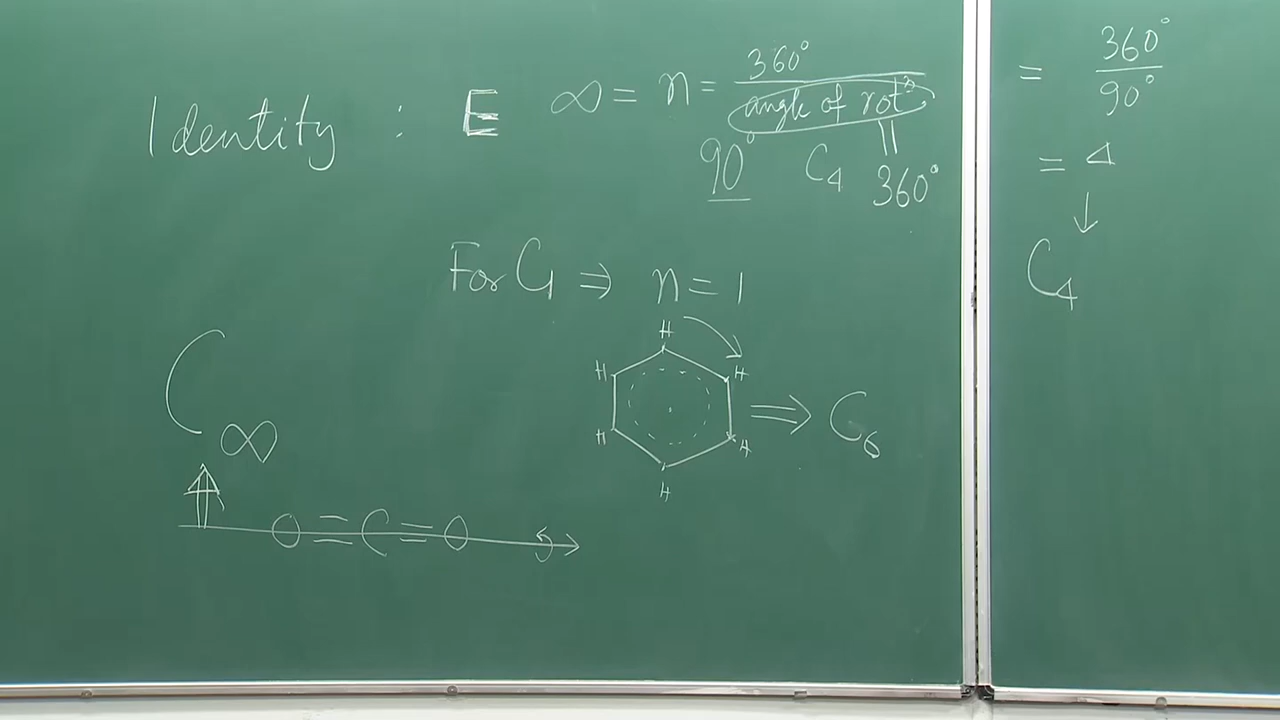 Identity : E ∞ = n = 360° / angle of rotⁿ = 360° / 90°
90° C₄ 360° = 4
↓
For C₁ ⇒ n = 1 C₄
H
H H
C∞ ⇒ C₆
H H
H
O=C=O